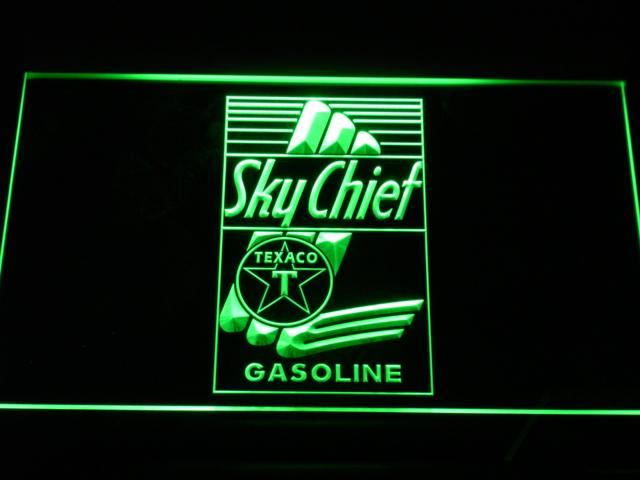 Sky Chief
TEXACO
T
GASOLINE